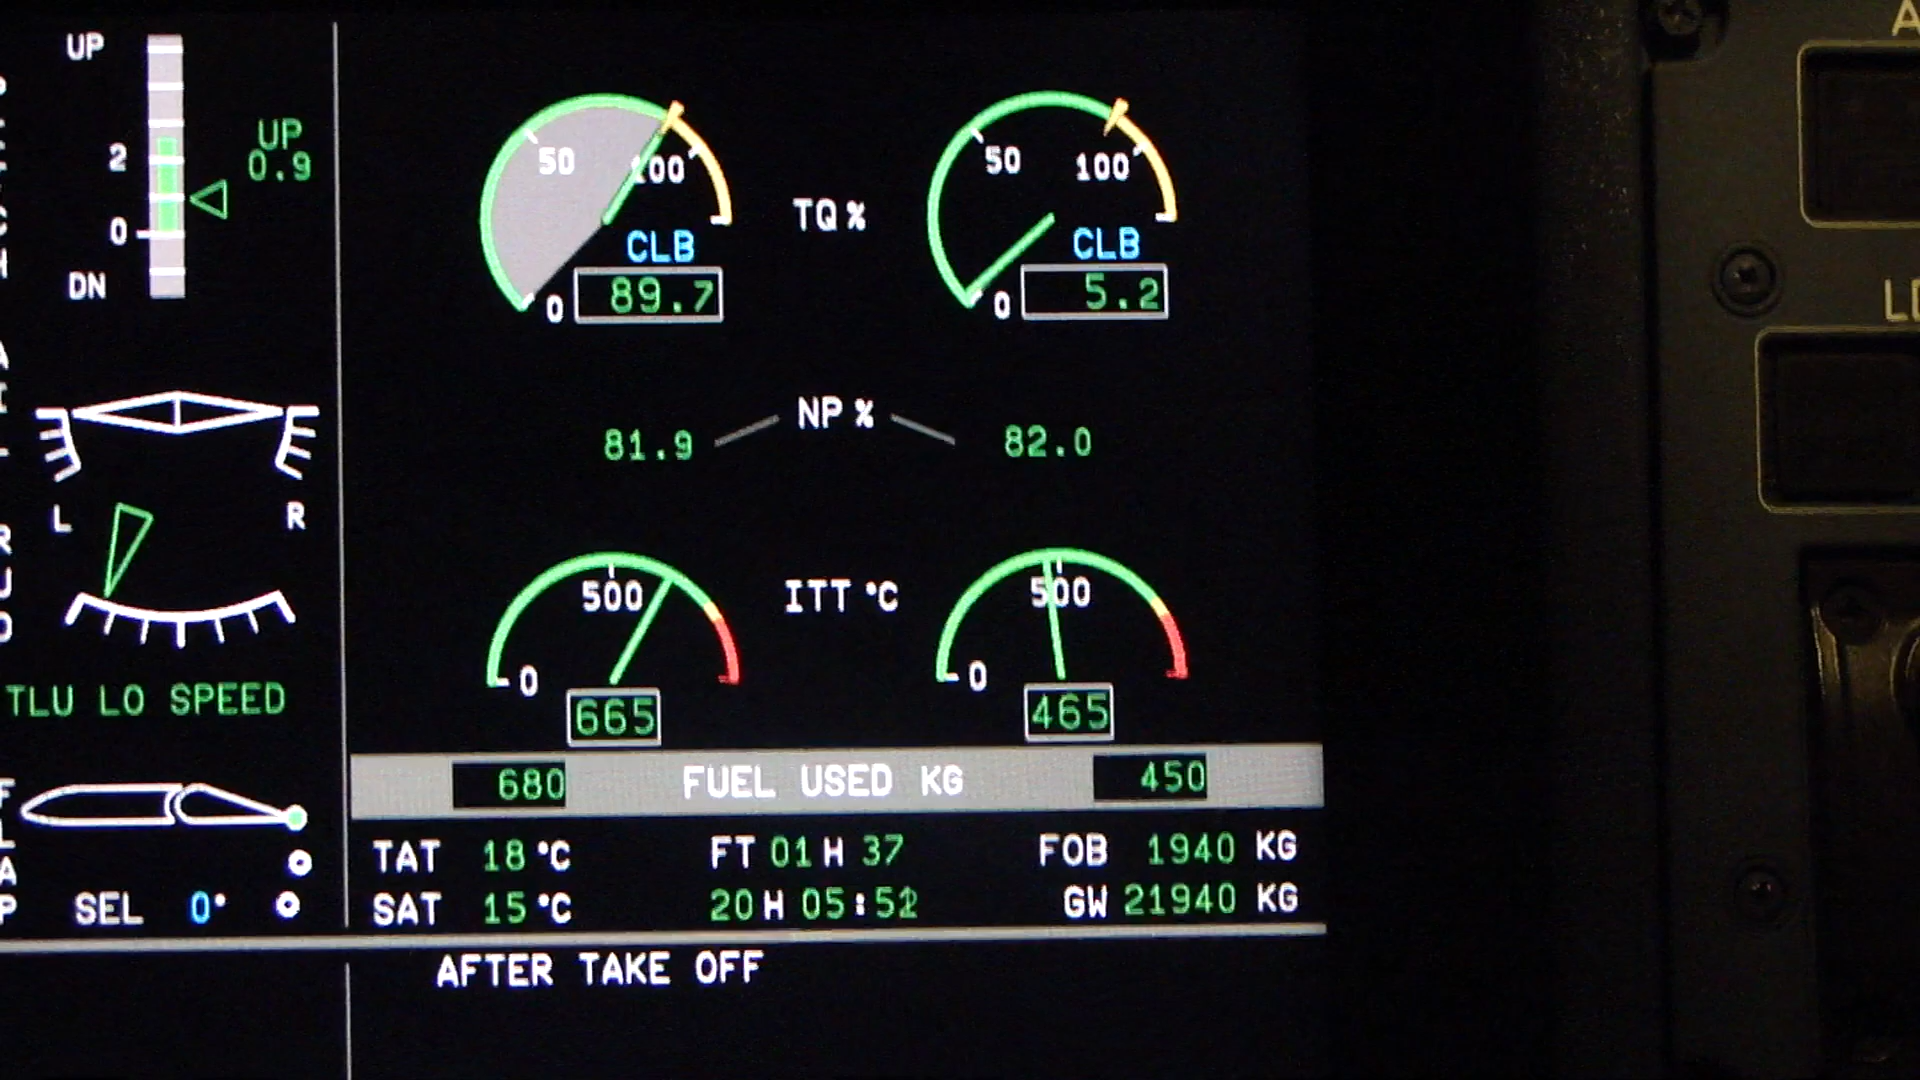 UP
UP
0.9
2
0
DN
50
100
TQ %
50
100
CLB
CLB
0
89.7
0
5.2
NP %
81.9
82.0
L
R
500
ITT °C
500
0
0
665
465
TLU LO SPEED
680 FUEL USED KG 450
TAT 18 °C FT 01 H 37 FOB 1940 KG
SEL 0° SAT 15 °C 20 H 05:52 GW 21940 KG
AFTER TAKE OFF